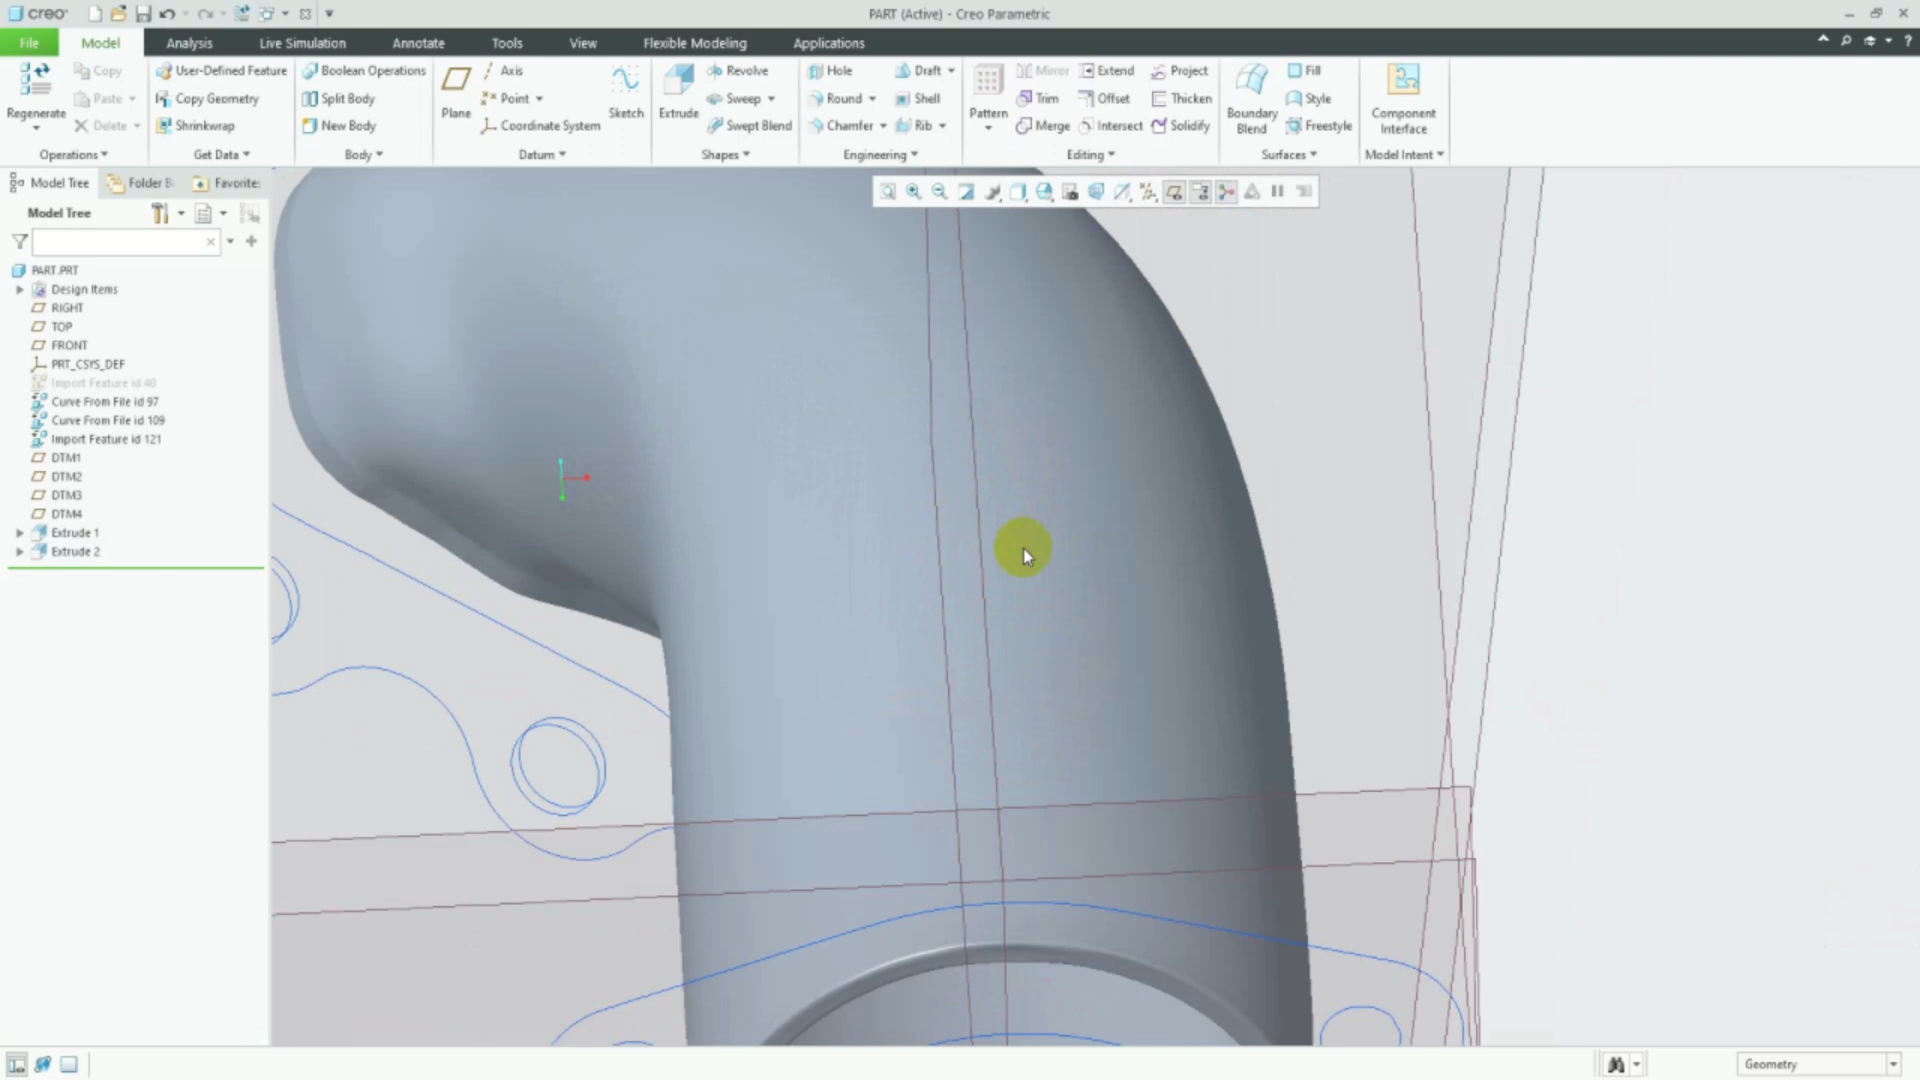 creo
PART (Active) - Creo Parametric
File
Model
Analysis
Live Simulation
Annotate
Tools
View
Flexible Modeling
Applications
Regenerate
Copy
Paste
Delete
Operations
User-Defined Feature
Copy Geometry
Shrinkwrap
Get Data
Boolean Operations
Split Body
New Body
Body
Plane
Axis
Point
Coordinate System
Sketch
Datum
Extrude
Revolve
Sweep
Swept Blend
Shapes
Hole
Round
Chamfer
Draft
Shell
Rib
Engineering
Pattern
Mirror
Trim
Merge
Extend
Offset
Intersect
Project
Thicken
Solidify
Editing
Boundary
Blend
Fill
Style
Freestyle
Surfaces
Component
Interface
Model Intent
Model Tree
Folder B
Favorite
Model Tree
PART.PRT
Design Items
RIGHT
TOP
FRONT
PRT_CSYS_DEF
Import Feature id 40
Curve From File id 97
Curve From File id 109
Import Feature id 121
DTM1
DTM2
DTM3
DTM4
Extrude 1
Extrude 2
Geometry